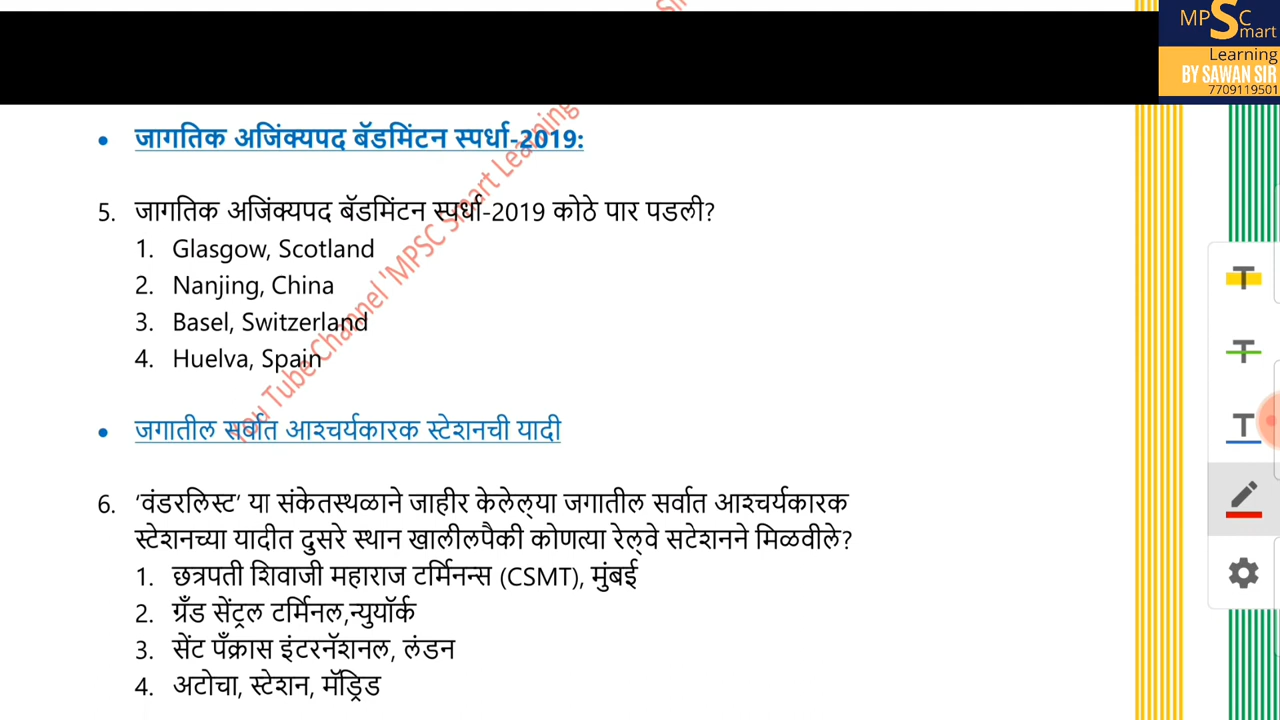 MPSC Smart
Learning
BY SAWAN SIR
7709119501
• जागतिक अजिंक्यपद बॅडमिंटन स्पर्धा-2019:
5. जागतिक अजिंक्यपद बॅडमिंटन स्पर्धा-2019 कोठे पार पडली?
1. Glasgow, Scotland
2. Nanjing, China
3. Basel, Switzerland
4. Huelva, Spain
You Tube Channel 'MPSC Smart Learning
• जगातील सर्वात आश्चर्यकारक स्टेशनची यादी
6. ‘वंडरलिस्ट’ या संकेतस्थळाने जाहीर केलेल्या जगातील सर्वात आश्चर्यकारक
स्टेशनच्या यादीत दुसरे स्थान खालीलपैकी कोणत्या रेल्वे सटेशनने मिळवीले?
1. छत्रपती शिवाजी महाराज टर्मिनन्स (CSMT), मुंबई
2. ग्रँड सेंट्रल टर्मिनल,न्युयॉर्क
3. सेंट पँक्रास इंटरनॅशनल, लंडन
4. अटोचा, स्टेशन, मॅड्रिड